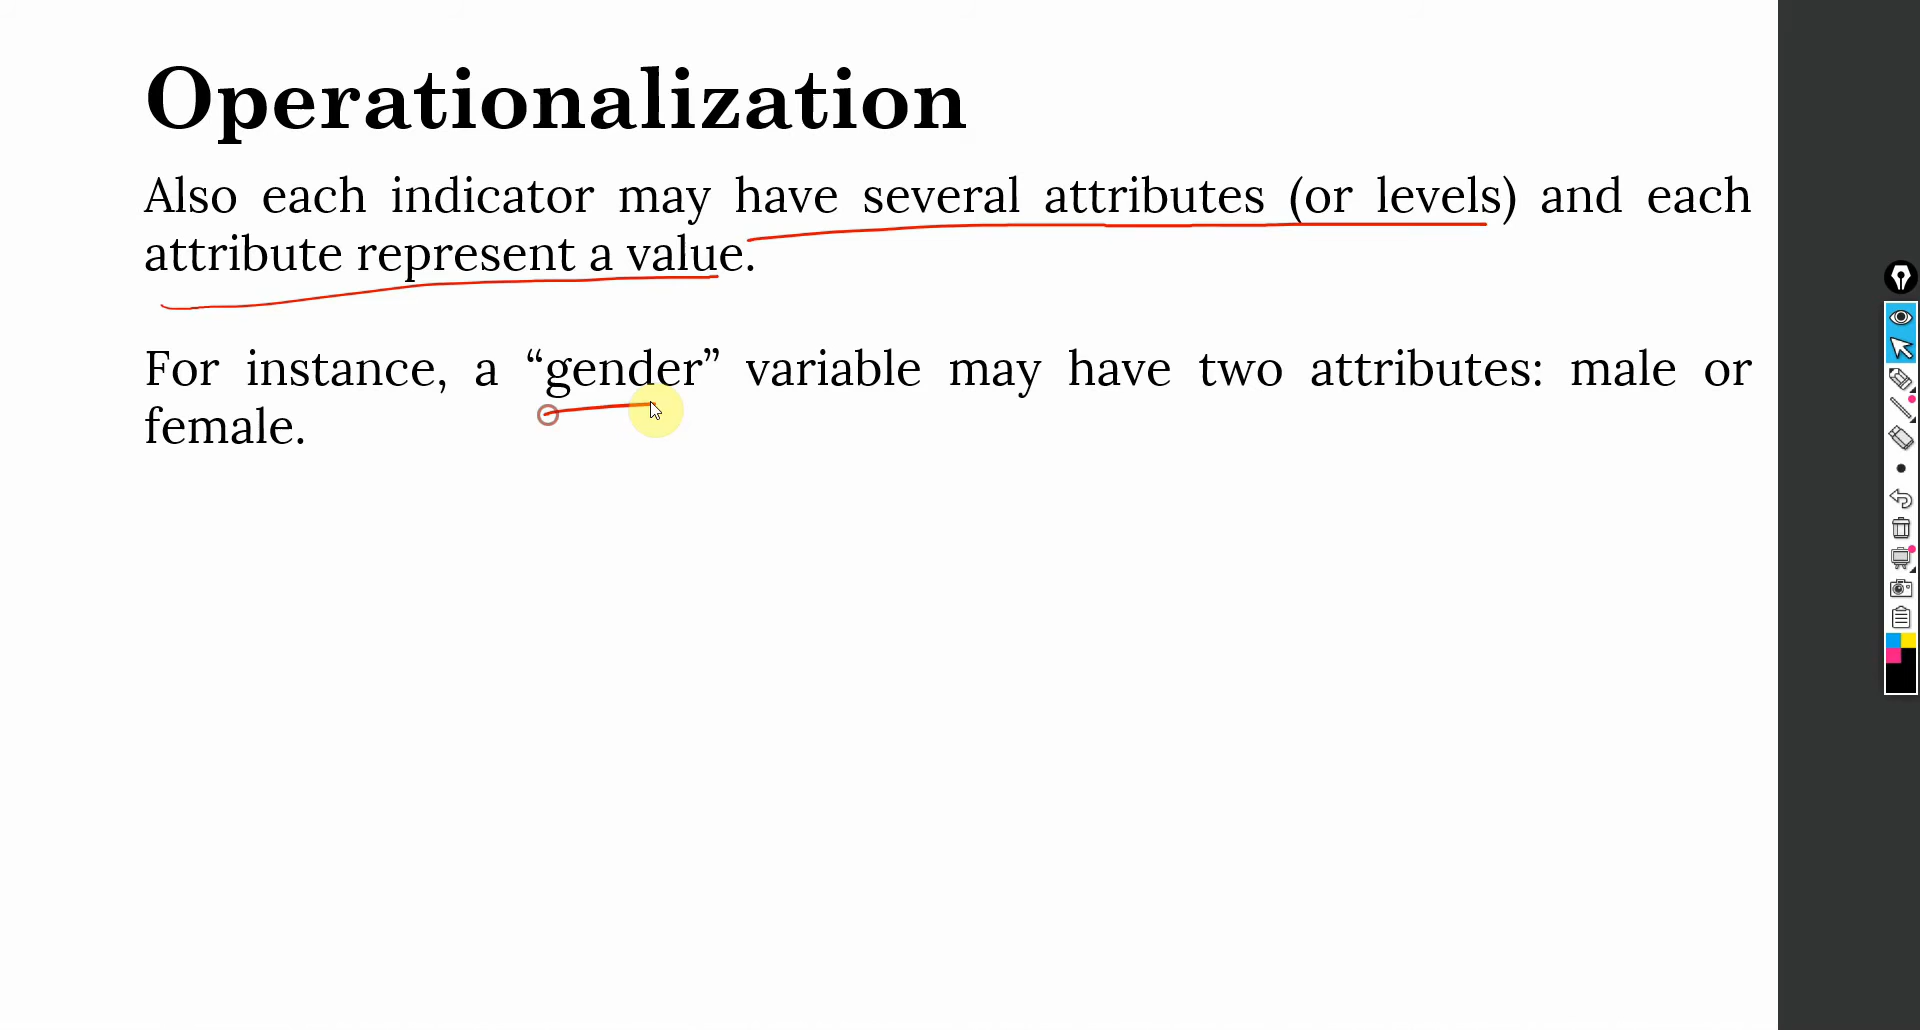 Operationalization
Also each indicator may have several attributes (or levels) and each
attribute represent a value.
For instance, a “gender” variable may have two attributes: male or
female.